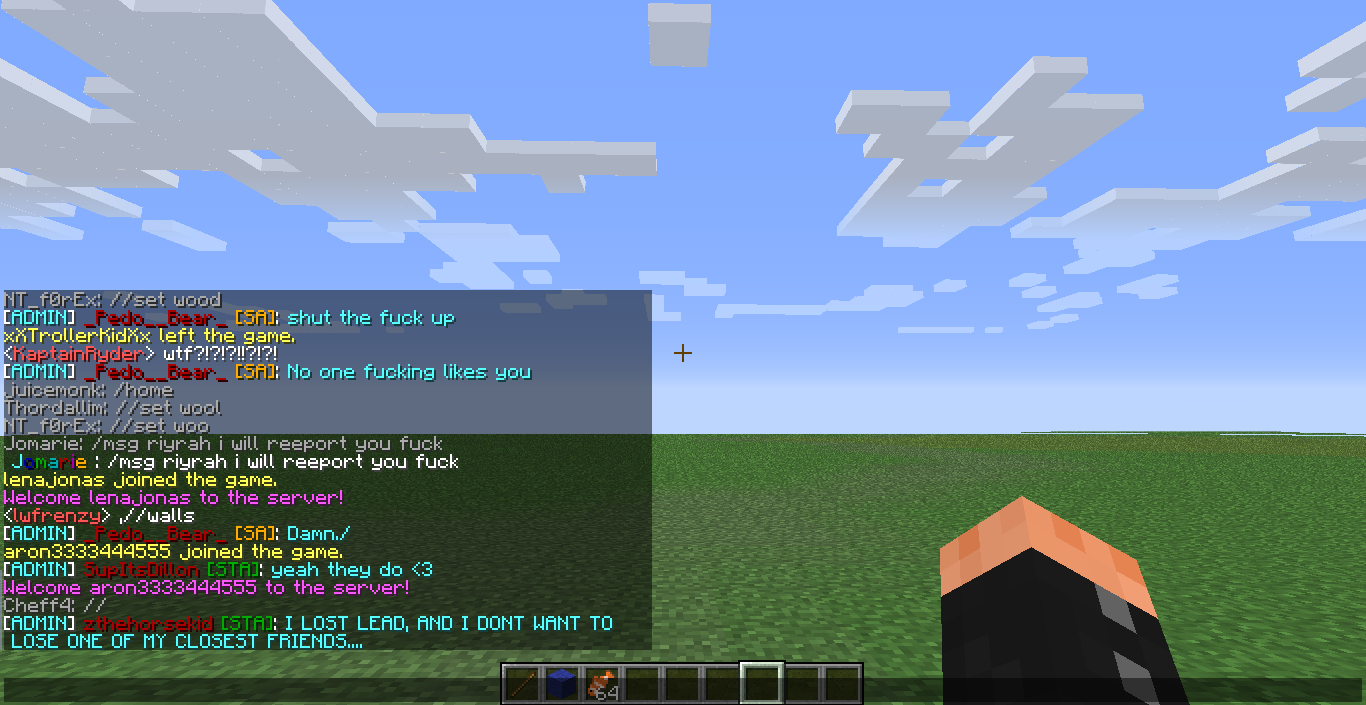 NT_f0rEx: //set wood
[ADMIN] _Pedo__Bear_ [SA]: shut the fuck up
xXTrollerKidXx left the game.
<KaptainRyder> wtf?!?!?!!?!?!
[ADMIN] _Pedo__Bear_ [SA]: No one fucking likes you
juicemonk: /home
Thordallim: //set wool
NT_f0rEx: //set woo
Jomarie: /msg riyrah i will reeport you fuck
Jomarie : /msg riyrah i will reeport you fuck
lenajonas joined the game.
Welcome lenajonas to the server!
<lwfrenzy> ,//walls
[ADMIN] _Pedo__Bear_ [SA]: Damn./
aron3333444555 joined the game.
[ADMIN] SupItsDillon [STA]: yeah they do <3
Welcome aron3333444555 to the server!
Cheff4: //
[ADMIN] zthehorsekid [STA]: I LOST LEAD, AND I DONT WANT TO
LOSE ONE OF MY CLOSEST FRIENDS....
64